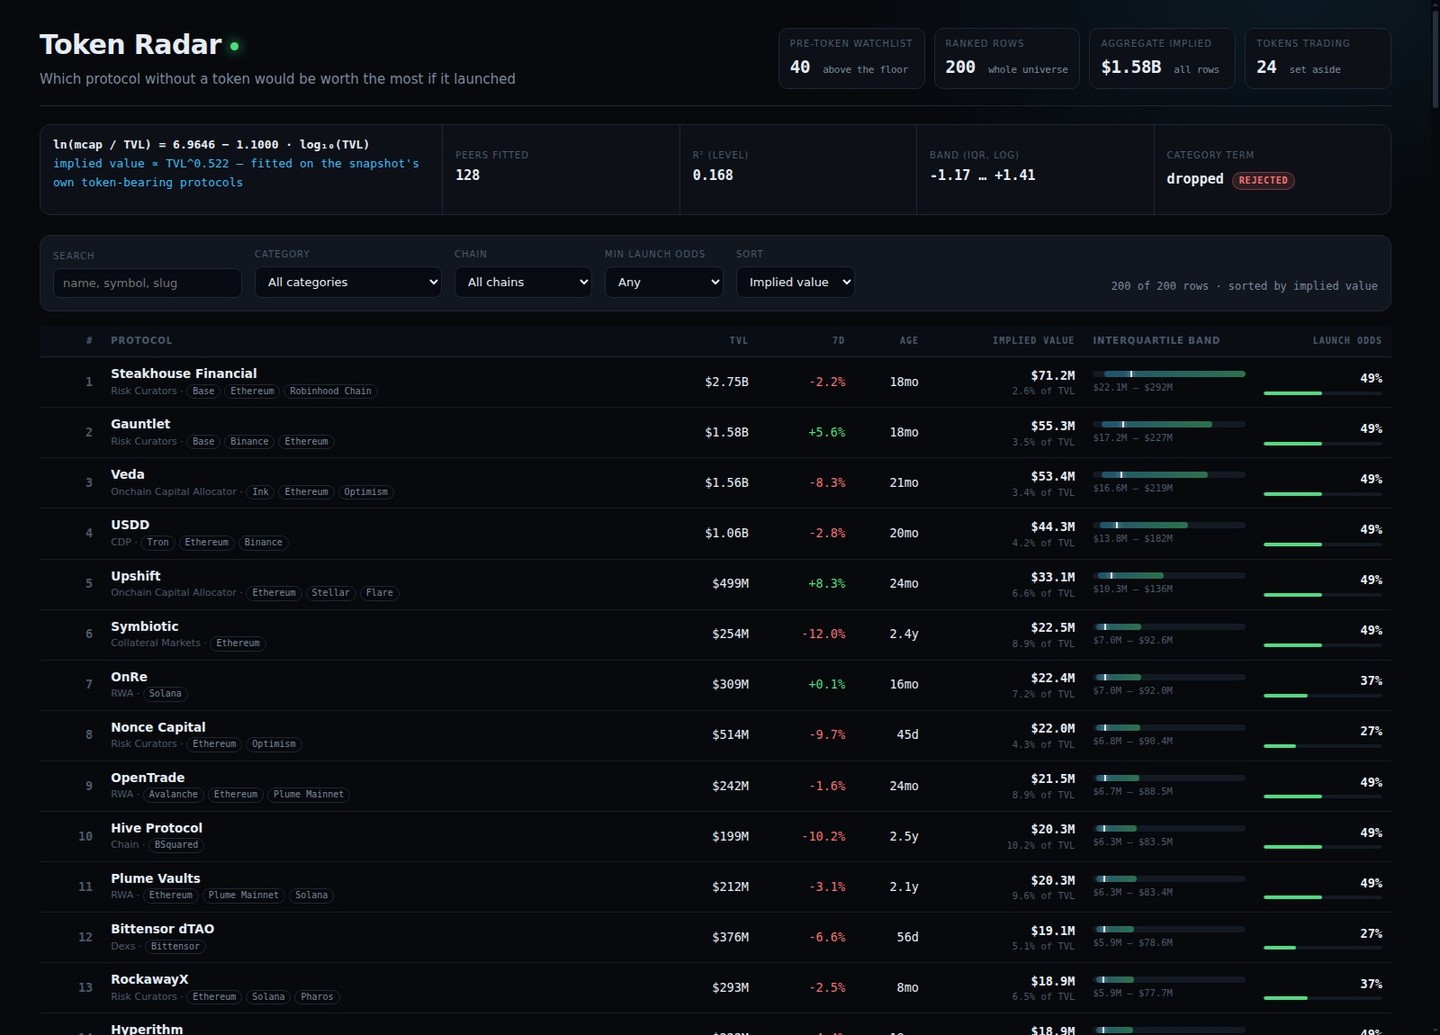 Token Radar
Which protocol without a token would be worth the most if it launched
PRE-TOKEN WATCHLIST
40 above the floor
RANKED ROWS
200 whole universe
AGGREGATE IMPLIED
$1.58B all rows
TOKENS TRADING
24 set aside
ln(mcap / TVL) = 6.9646 − 1.1000 · log₁₀(TVL)
implied value ∝ TVL^0.522 — fitted on the snapshot's
own token-bearing protocols
PEERS FITTED
128
R² (LEVEL)
0.168
BAND (IQR, LOG)
-1.17 … +1.41
CATEGORY TERM
dropped REJECTED
SEARCH
name, symbol, slug
CATEGORY
All categories
CHAIN
All chains
MIN LAUNCH ODDS
Any
SORT
Implied value
200 of 200 rows · sorted by implied value
# PROTOCOL TVL 7D AGE IMPLIED VALUE INTERQUARTILE BAND LAUNCH ODDS
1 Steakhouse Financial $2.75B -2.2% 18mo $71.2M 49%
Risk Curators · Base Ethereum Robinhood Chain 2.6% of TVL $22.1M — $292M
2 Gauntlet $1.58B +5.6% 18mo $55.3M 49%
Risk Curators · Base Binance Ethereum 3.5% of TVL $17.2M — $227M
3 Veda $1.56B -8.3% 21mo $53.4M 49%
Onchain Capital Allocator · Ink Ethereum Optimism 3.4% of TVL $16.6M — $219M
4 USDD $1.06B -2.8% 20mo $44.3M 49%
CDP · Tron Ethereum Binance 4.2% of TVL $13.8M — $182M
5 Upshift $499M +8.3% 24mo $33.1M 49%
Onchain Capital Allocator · Ethereum Stellar Flare 6.6% of TVL $10.3M — $136M
6 Symbiotic $254M -12.0% 2.4y $22.5M 49%
Collateral Markets · Ethereum 8.9% of TVL $7.0M — $92.6M
7 OnRe $309M +0.1% 16mo $22.4M 37%
RWA · Solana 7.2% of TVL $7.0M — $92.0M
8 Nonce Capital $514M -9.7% 45d $22.0M 27%
Risk Curators · Ethereum Optimism 4.3% of TVL $6.8M — $90.4M
9 OpenTrade $242M -1.6% 24mo $21.5M 49%
RWA · Avalanche Ethereum Plume Mainnet 8.9% of TVL $6.7M — $88.5M
10 Hive Protocol $199M -10.2% 2.5y $20.3M 49%
Chain · BSquared 10.2% of TVL $6.3M — $83.5M
11 Plume Vaults $212M -3.1% 2.1y $20.3M 49%
RWA · Ethereum Plume Mainnet Solana 9.6% of TVL $6.3M — $83.4M
12 Bittensor dTAO $376M -6.6% 56d $19.1M 27%
Dexs · Bittensor 5.1% of TVL $5.9M — $78.6M
13 RockawayX $293M -2.5% 8mo $18.9M 37%
Risk Curators · Ethereum Solana Pharos 6.5% of TVL $5.9M — $77.7M
Hyperithm $18.9M